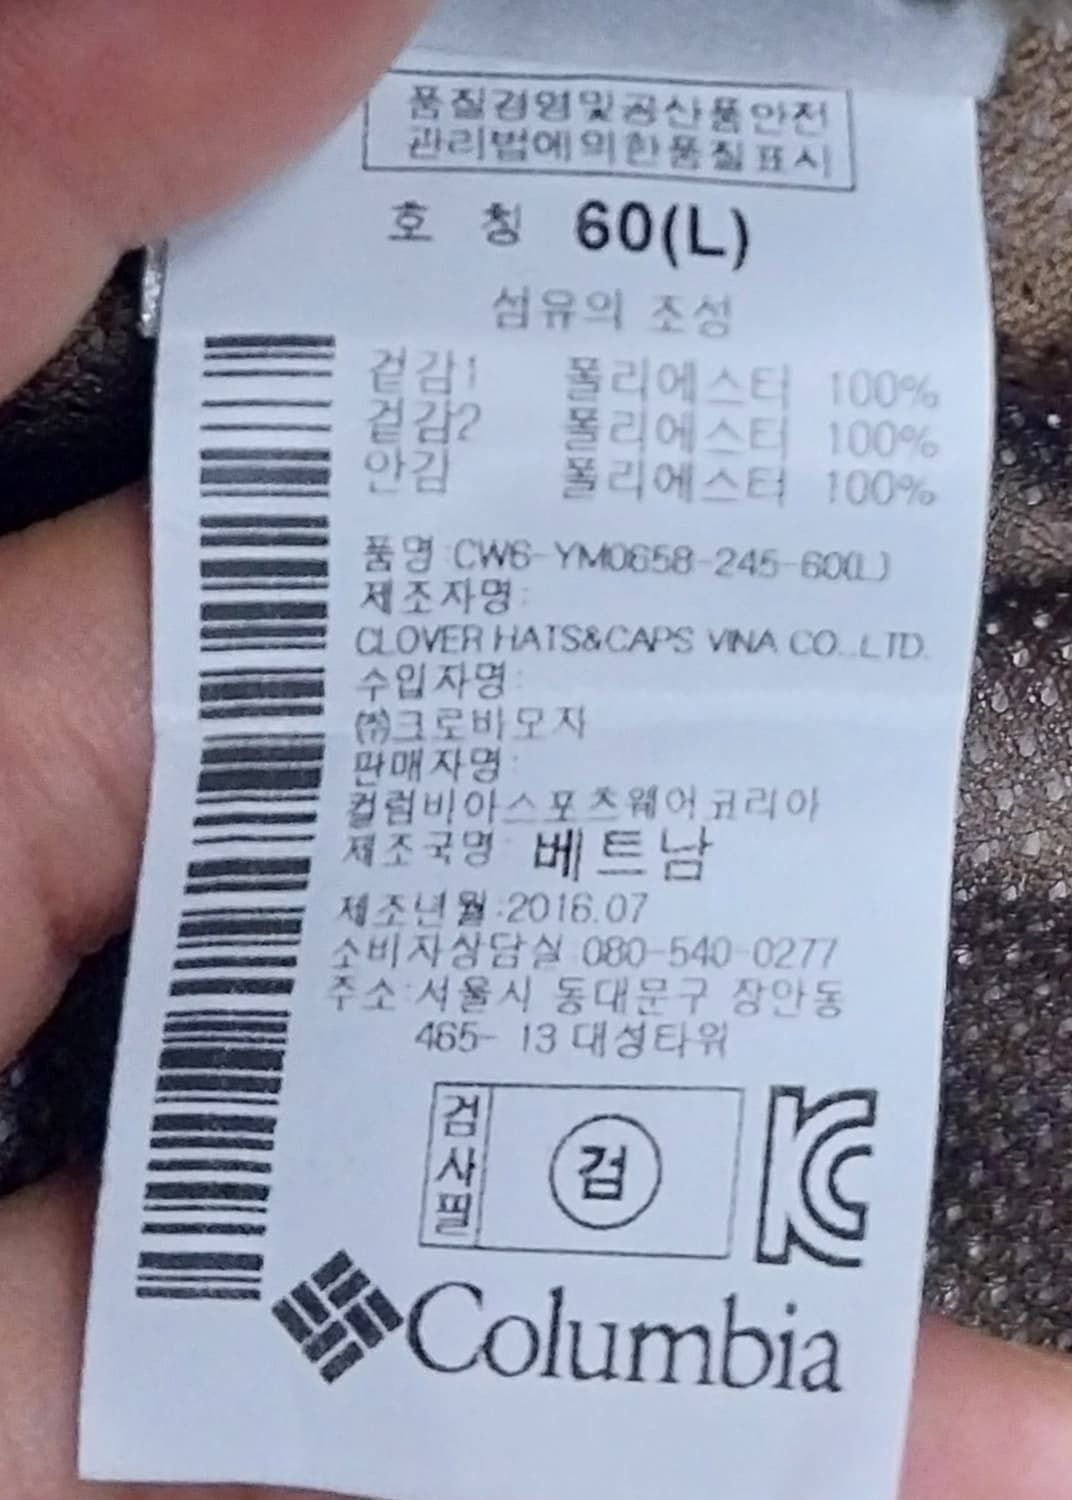 품질경영및공산품안전
관리법에의한품질표시
호 칭 60(L)
섬유의 조성
겉감1 폴리에스터 100%
겉감2 폴리에스터 100%
안감 폴리에스터 100%
품명:CW6-YM0658-245-60(L)
제조자명:
CLOVER HATS&CAPS VINA CO.,LTD.
수입자명:
㈜크로바모자
판매자명:
컬럼비아스포츠웨어코리아
제조국명: 베트남
제조년월:2016.07
소비자상담실:080-540-0277
주소:서울시 동대문구 장안동
465-13 대성타워
검사필
검
KC
Columbia